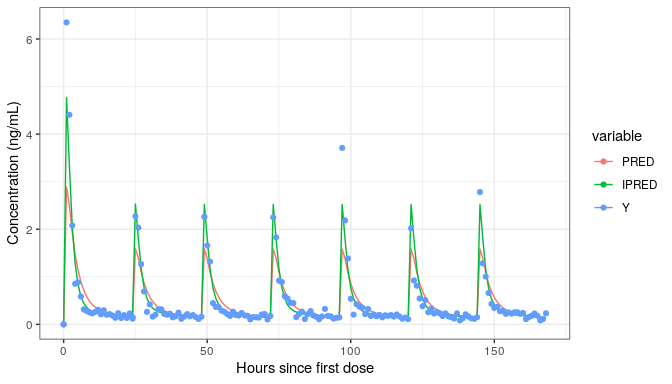 6
4
2
0
0
50
100
150
Hours since first dose
Concentration (ng/mL)
variable
PRED
IPRED
Y